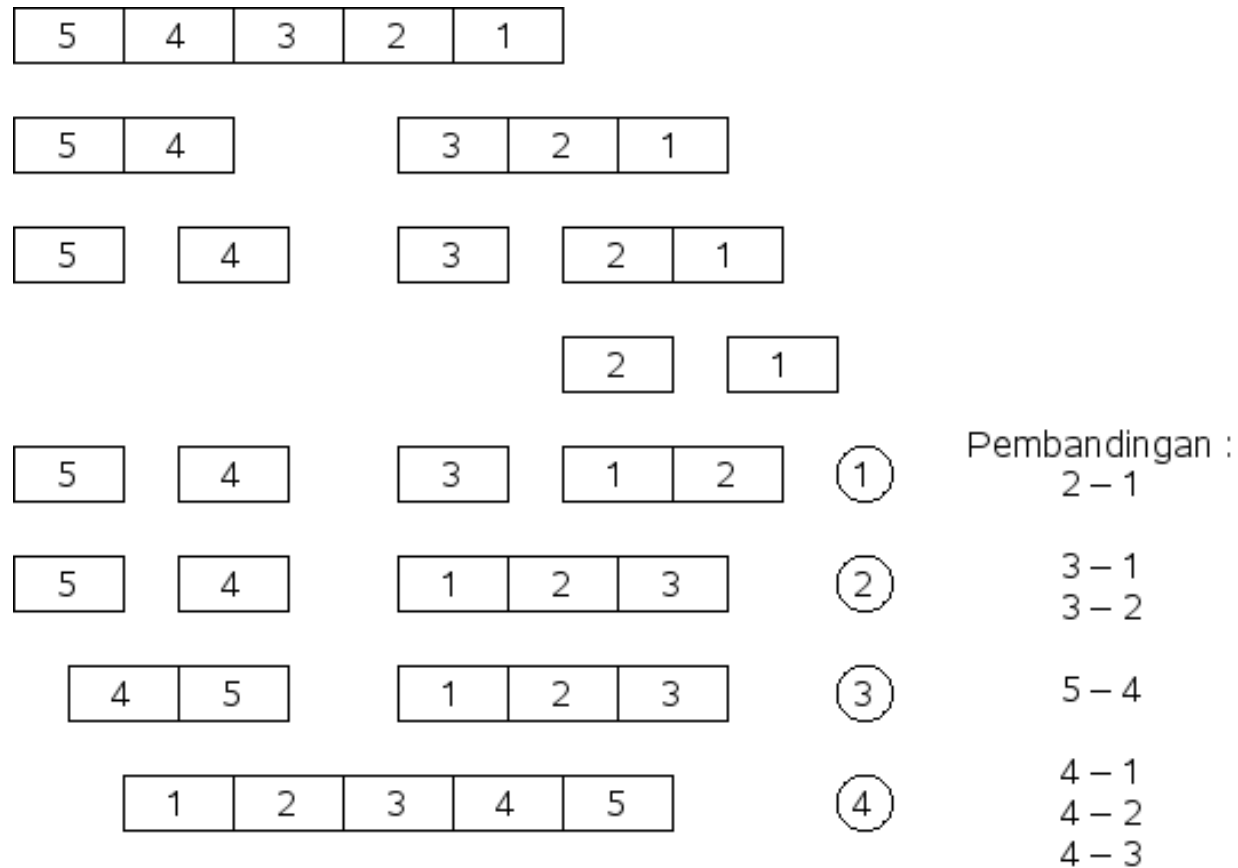 5 4 3 2 1
5 4 3 2 1
5 4 3 2 1
2 1
Pembandingan :
5 4 3 1 2 1 2 – 1
3 – 1
5 4 1 2 3 2
3 – 2
4 5 1 2 3 3 5 – 4
4 – 1
1 2 3 4 5 4 4 – 2
4 – 3